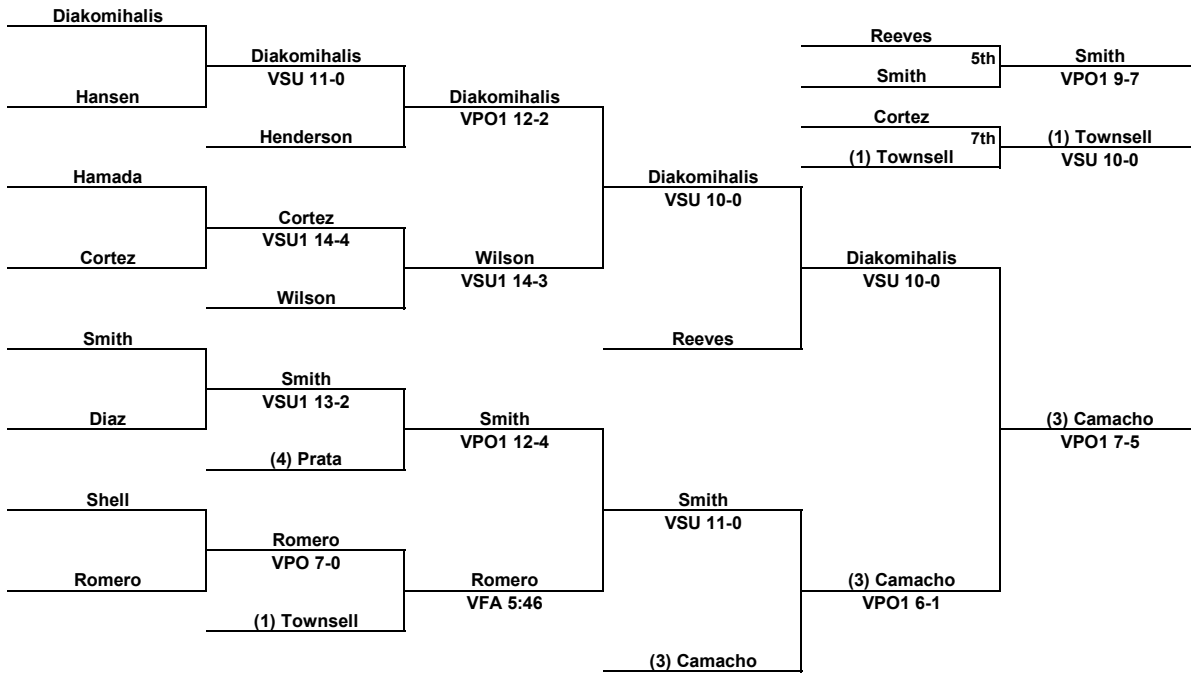 Diakomihalis
Diakomihalis
VSU 11-0
Hansen
Diakomihalis
VPO1 12-2
Henderson
Hamada
Diakomihalis
VSU 10-0
Cortez
VSU1 14-4
Cortez
Wilson
VSU1 14-3
Diakomihalis
VSU 10-0
Wilson
Smith
Reeves
Smith
VSU1 13-2
Diaz
Smith
VPO1 12-4
(3) Camacho
VPO1 7-5
(4) Prata
Shell
Smith
VSU 11-0
Romero
VPO 7-0
Romero
Romero
VFA 5:46
(3) Camacho
VPO1 6-1
(1) Townsell
(3) Camacho
Reeves
5th
Smith
VPO1 9-7
Smith
Cortez
7th
(1) Townsell
VSU 10-0
(1) Townsell